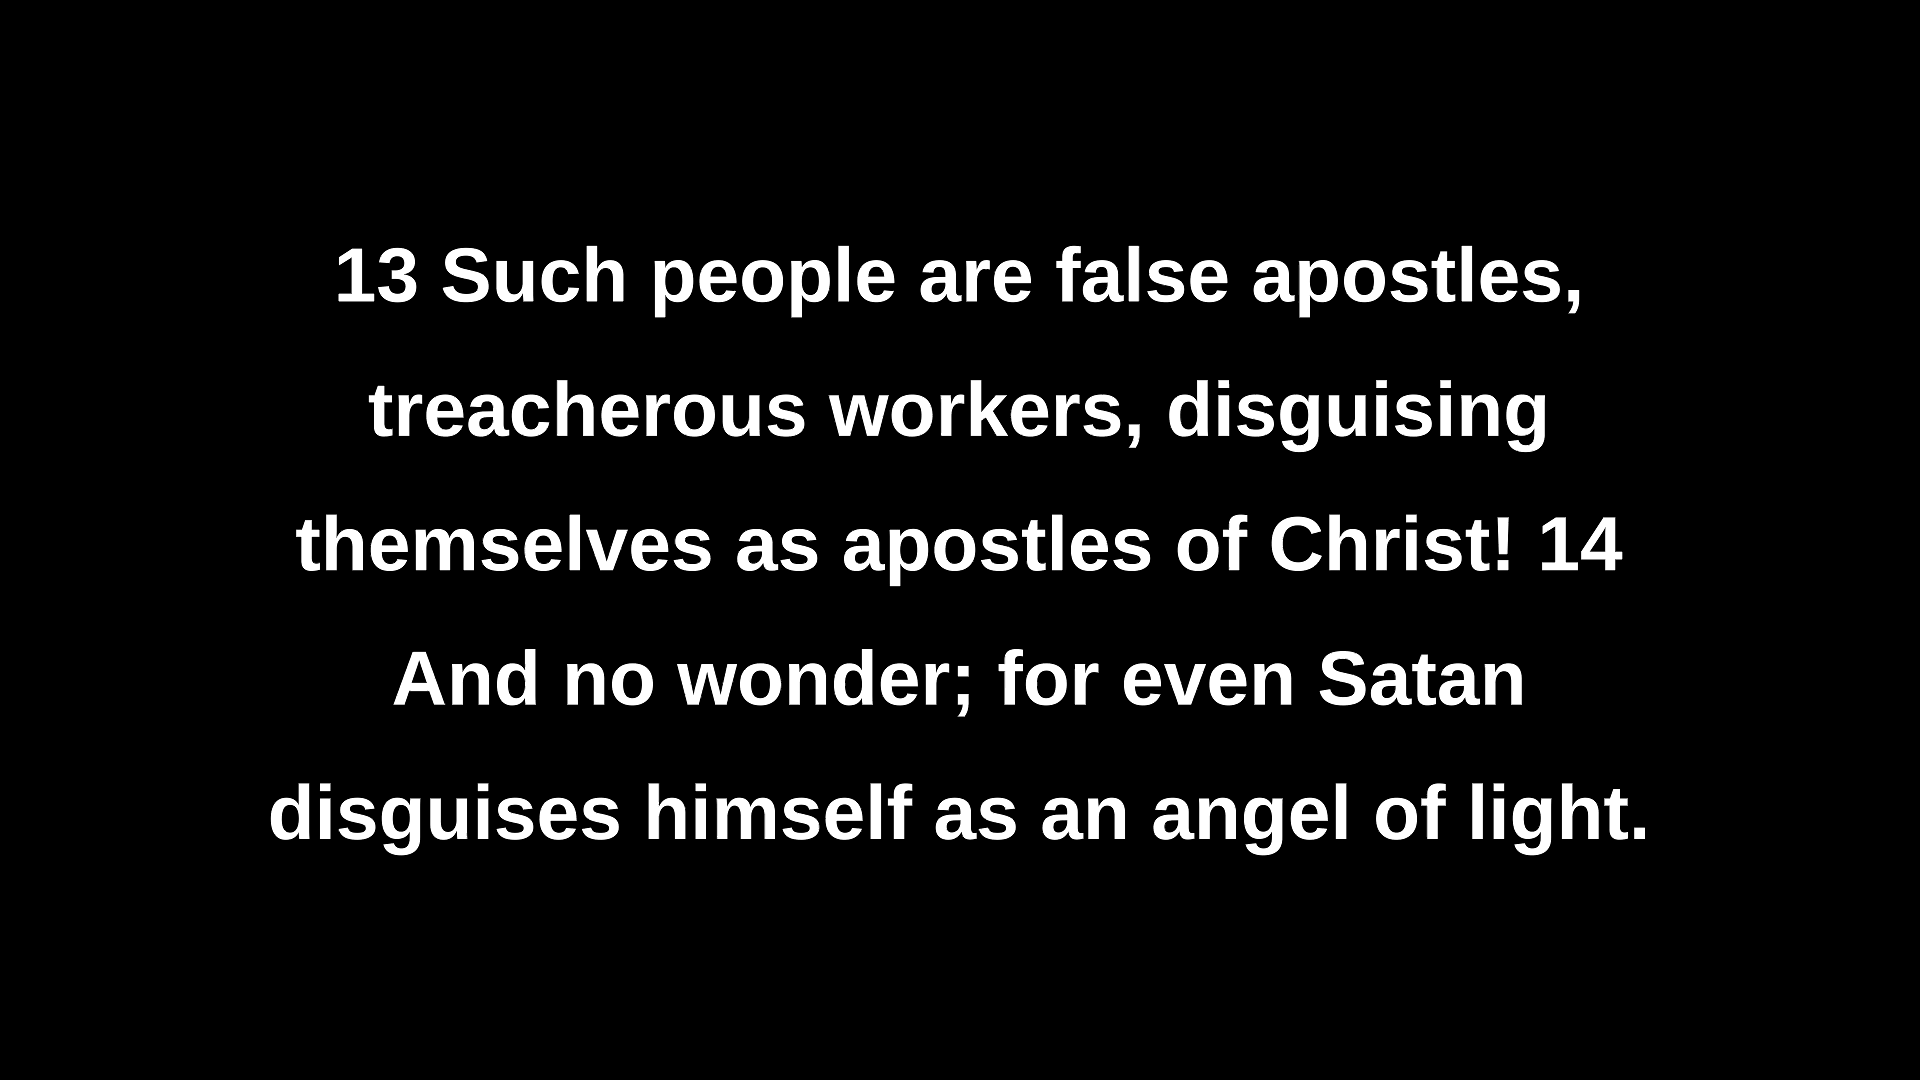 13 Such people are false apostles,
treacherous workers, disguising
themselves as apostles of Christ! 14
And no wonder; for even Satan
disguises himself as an angel of light.